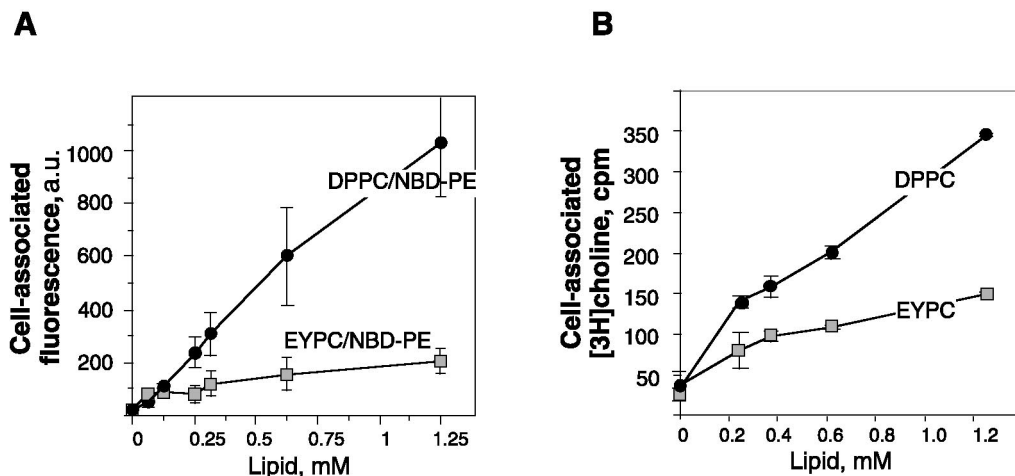 A
Cell-associated
fluorescence, a.u.
1000
800
600
400
200
DPPC/NBD-PE
EYPC/NBD-PE
0 0.25 0.5 0.75 1 1.25
Lipid, mM
B
Cell-associated
[3H]choline, cpm
350
300
250
200
150
100
50
DPPC
EYPC
0 0.2 0.4 0.6 0.8 1.0 1.2
Lipid, mM